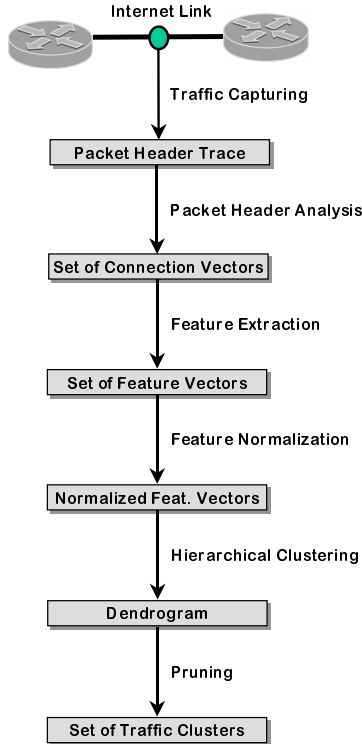 Internet Link
Traffic Capturing
Packet Header Trace
Packet Header Analysis
Set of Connection Vectors
Feature Extraction
Set of Feature Vectors
Feature Normalization
Normalized Feat. Vectors
Hierarchical Clustering
Dendrogram
Pruning
Set of Traffic Clusters